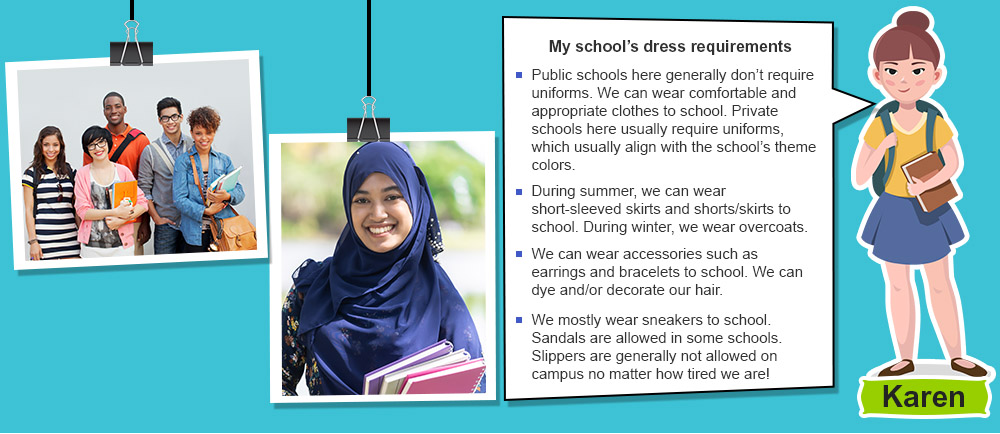 My school’s dress requirements
▪ Public schools here generally don’t require
uniforms. We can wear comfortable and
appropriate clothes to school. Private
schools here usually require uniforms,
which usually align with the school’s theme
colors.
▪ During summer, we can wear
short-sleeved skirts and shorts/skirts to
school. During winter, we wear overcoats.
▪ We can wear accessories such as
earrings and bracelets to school. We can
dye and/or decorate our hair.
▪ We mostly wear sneakers to school.
Sandals are allowed in some schools.
Slippers are generally not allowed on
campus no matter how tired we are!
Karen